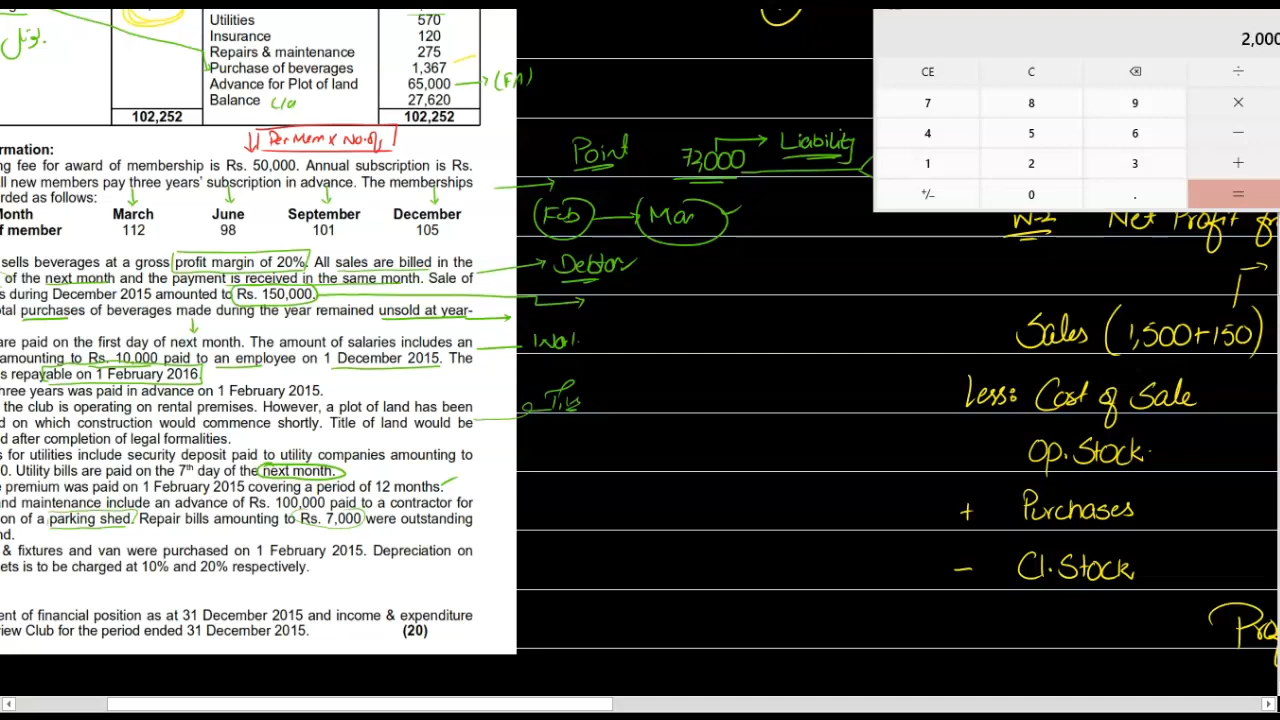 Utilities 570
Insurance 120
Repairs & maintenance 275
Purchase of beverages 1,367
Advance for Plot of land 65,000 (FA)
Balance c/d 27,620
102,252 102,252
Per Mem x No. of
rmation:
ng fee for award of membership is Rs. 50,000. Annual subscription is Rs.
ll new members pay three years' subscription in advance. The memberships
rded as follows:
Month March June September December
of member 112 98 101 105
sells beverages at a gross profit margin of 20%. All sales are billed in the
of the next month and the payment is received in the same month. Sale of
s during December 2015 amounted to Rs. 150,000.
otal purchases of beverages made during the year remained unsold at year-
are paid on the first day of next month. The amount of salaries includes an
amounting to Rs. 10,000 paid to an employee on 1 December 2015. The
s repayable on 1 February 2016.
hree years was paid in advance on 1 February 2015.
the club is operating on rental premises. However, a plot of land has been
d on which construction would commence shortly. Title of land would be
d after completion of legal formalities.
s for utilities include security deposit paid to utility companies amounting to
0. Utility bills are paid on the 7th day of the next month.
e premium was paid on 1 February 2015 covering a period of 12 months.
and maintenance include an advance of Rs. 100,000 paid to a contractor for
on of a parking shed. Repair bills amounting to Rs. 7,000 were outstanding
nd.
& fixtures and van were purchased on 1 February 2015. Depreciation on
ets is to be charged at 10% and 20% respectively.
ent of financial position as at 31 December 2015 and income & expenditure
view Club for the period ended 31 December 2015. (20)
Point 72,000 Liability
Feb Mar
Debtor
2,000
CE C ⌫ ÷
7 8 9 ×
4 5 6 −
1 2 3 +
+/− 0 . =
W-2 Net Profit
Sales (1,500+150)
Less: Cost of Sale
Op. Stock
+ Purchases
- Cl. Stock